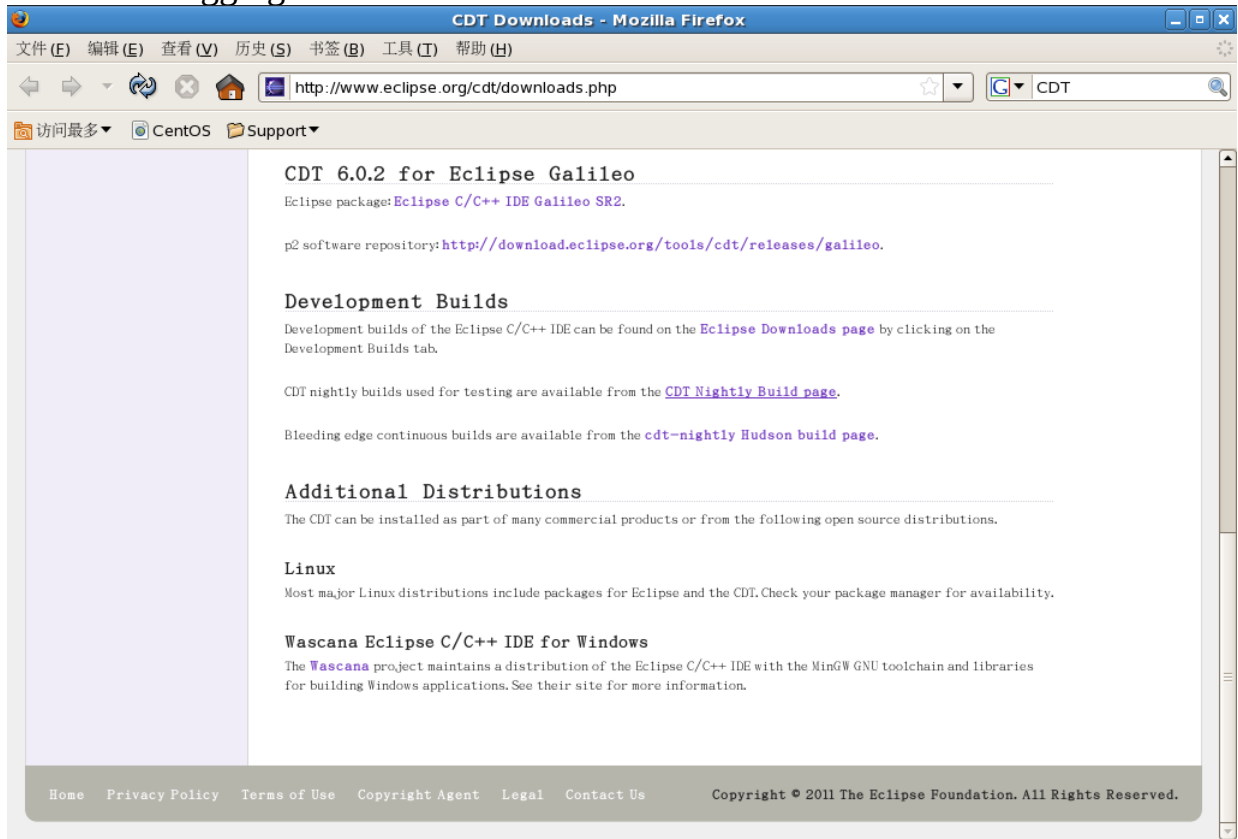 CDT Downloads - Mozilla Firefox
文件(F) 编辑(E) 查看(V) 历史(S) 书签(B) 工具(T) 帮助(H)
http://www.eclipse.org/cdt/downloads.php G CDT
访问最多 CentOS Support
CDT 6.0.2 for Eclipse Galileo
Eclipse package: Eclipse C/C++ IDE Galileo SR2.
p2 software repository: http://download.eclipse.org/tools/cdt/releases/galileo.
Development Builds
Development builds of the Eclipse C/C++ IDE can be found on the Eclipse Downloads page by clicking on the
Development Builds tab.
CDT nightly builds used for testing are available from the CDT Nightly Build page.
Bleeding edge continuous builds are available from the cdt-nightly Hudson build page.
Additional Distributions
The CDT can be installed as part of many commercial products or from the following open source distributions.
Linux
Most major Linux distributions include packages for Eclipse and the CDT. Check your package manager for availability.
Wascana Eclipse C/C++ IDE for Windows
The Wascana project maintains a distribution of the Eclipse C/C++ IDE with the MinGW GNU toolchain and libraries
for building Windows applications. See their site for more information.
Home Privacy Policy Terms of Use Copyright Agent Legal Contact Us Copyright © 2011 The Eclipse Foundation. All Rights Reserved.